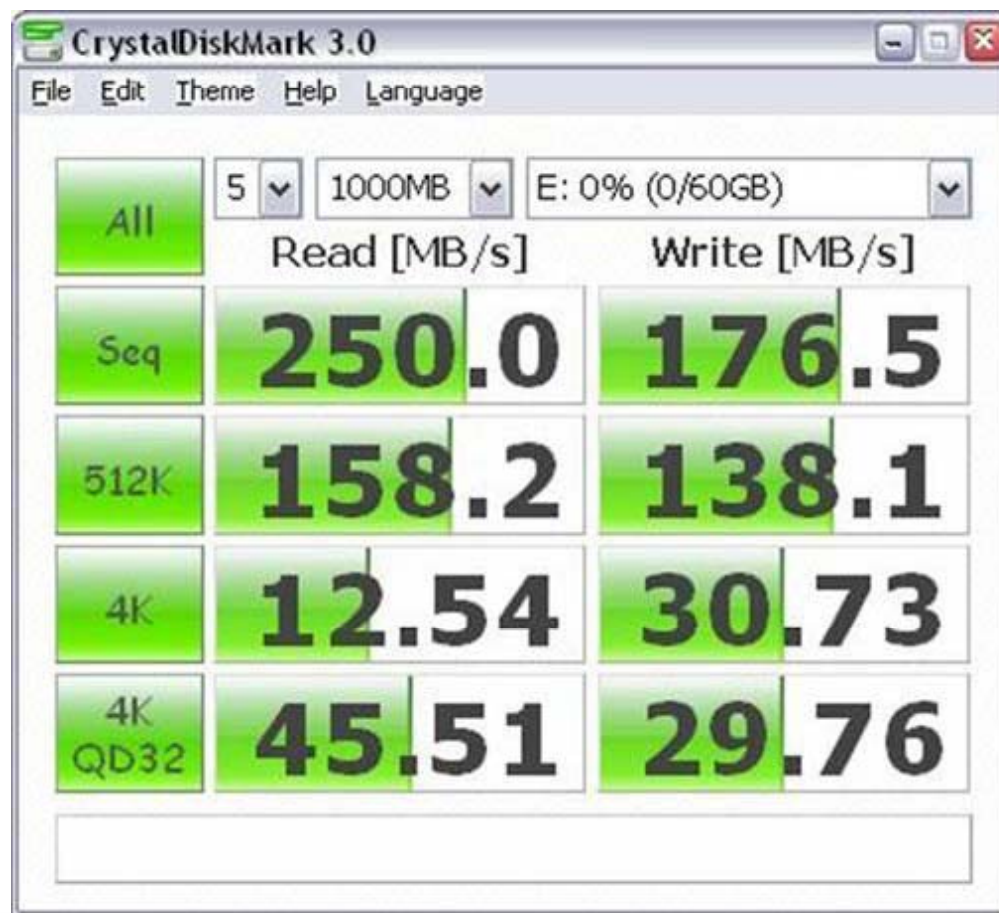 CrystalDiskMark 3.0
File Edit Theme Help Language
All 5 1000MB E: 0% (0/60GB)
Read [MB/s] Write [MB/s]
Seq 250.0 176.5
512K 158.2 138.1
4K 12.54 30.73
4K
QD32 45.51 29.76